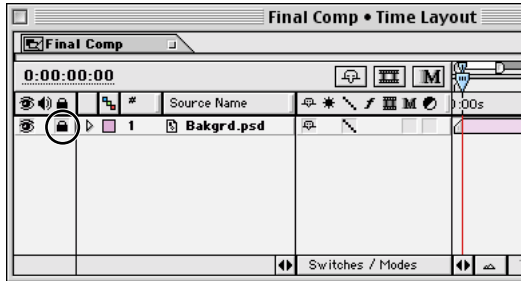 Final Comp • Time Layout
Final Comp
0:00:00:00
M
# Source Name M :00s
1 Bakgrd.psd
Switches / Modes